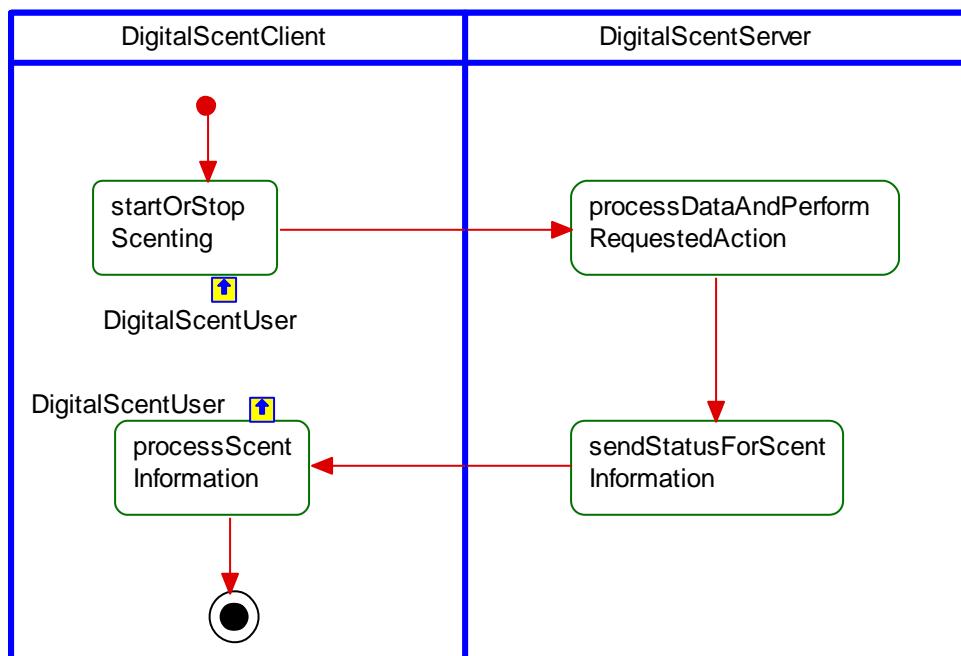 DigitalScentClient
DigitalScentServer
startOrStop
Scenting
processDataAndPerform
RequestedAction
DigitalScentUser
DigitalScentUser
processScent
Information
sendStatusForScent
Information